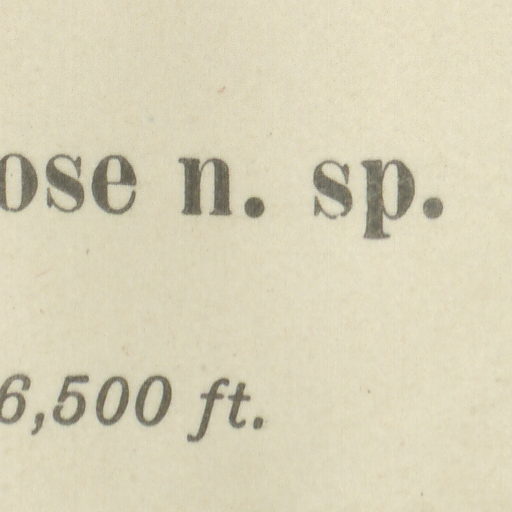 ose n. sp.
6,500 ft.